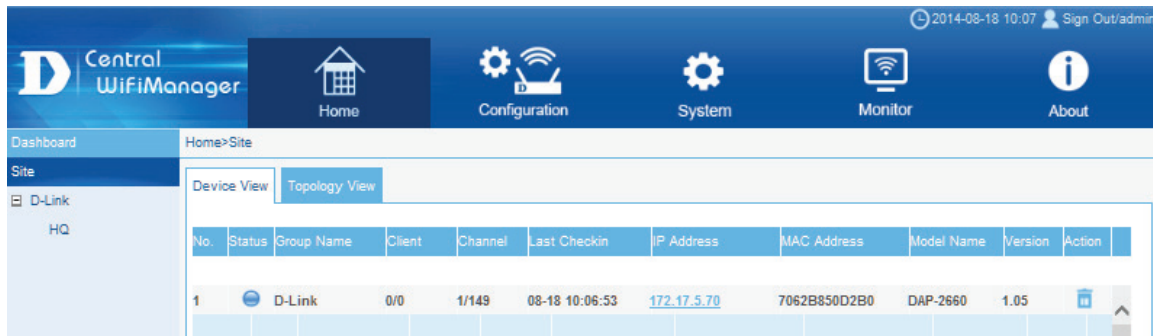 2014-08-18 10:07 Sign Out/admin
D Central WiFiManager
Home Configuration System Monitor About
D
Dashboard Home>Site
Site
Device View Topology View
D-Link
HQ
No. Status Group Name Client Channel Last Checkin IP Address MAC Address Model Name Version Action
1 D-Link 0/0 1/149 08-18 10:06:53 172.17.5.70 7062B850D2B0 DAP-2660 1.05